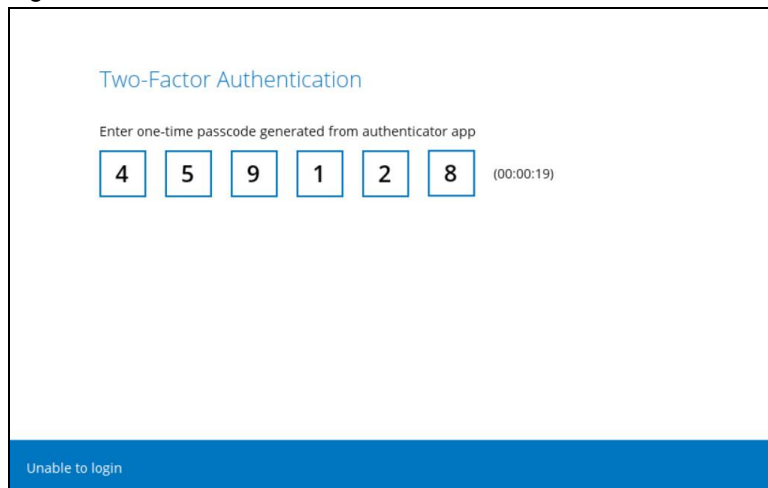 Two-Factor Authentication
Enter one-time passcode generated from authenticator app
4 5 9 1 2 8 (00:00:19)
Unable to login